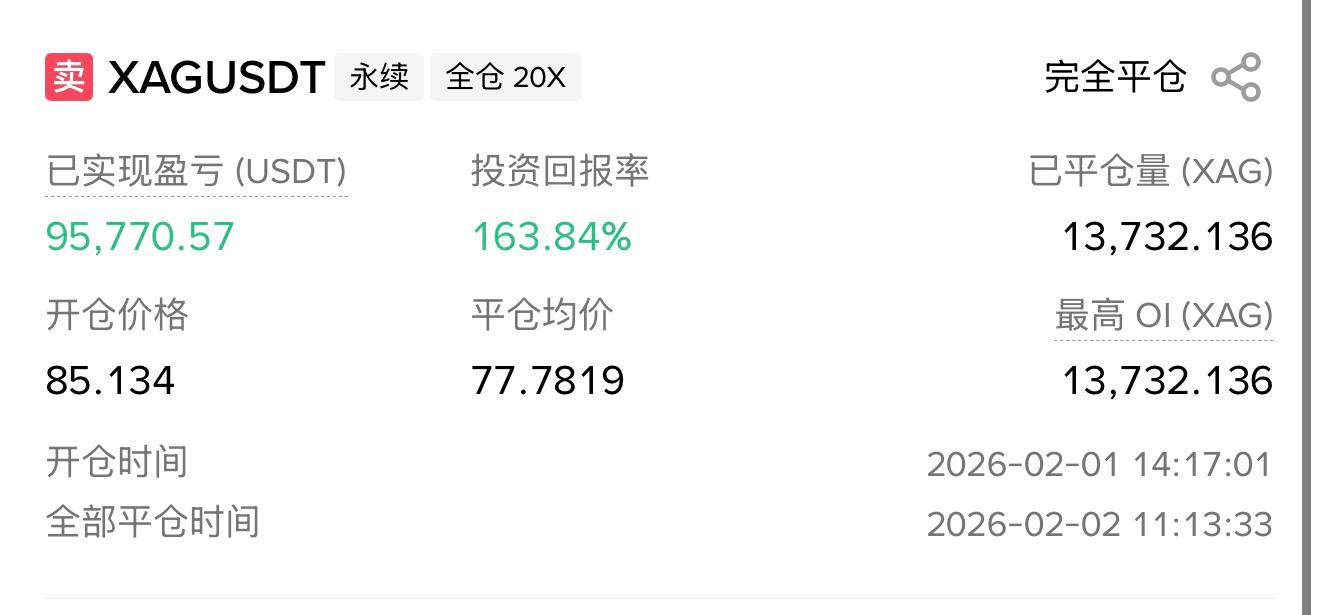 卖 XAGUSDT 永续 全仓 20X 完全平仓
已实现盈亏 (USDT) 投资回报率 已平仓量 (XAG)
95,770.57 163.84% 13,732.136
开仓价格 平仓均价 最高 OI (XAG)
85.134 77.7819 13,732.136
开仓时间 2026-02-01 14:17:01
全部平仓时间 2026-02-02 11:13:33